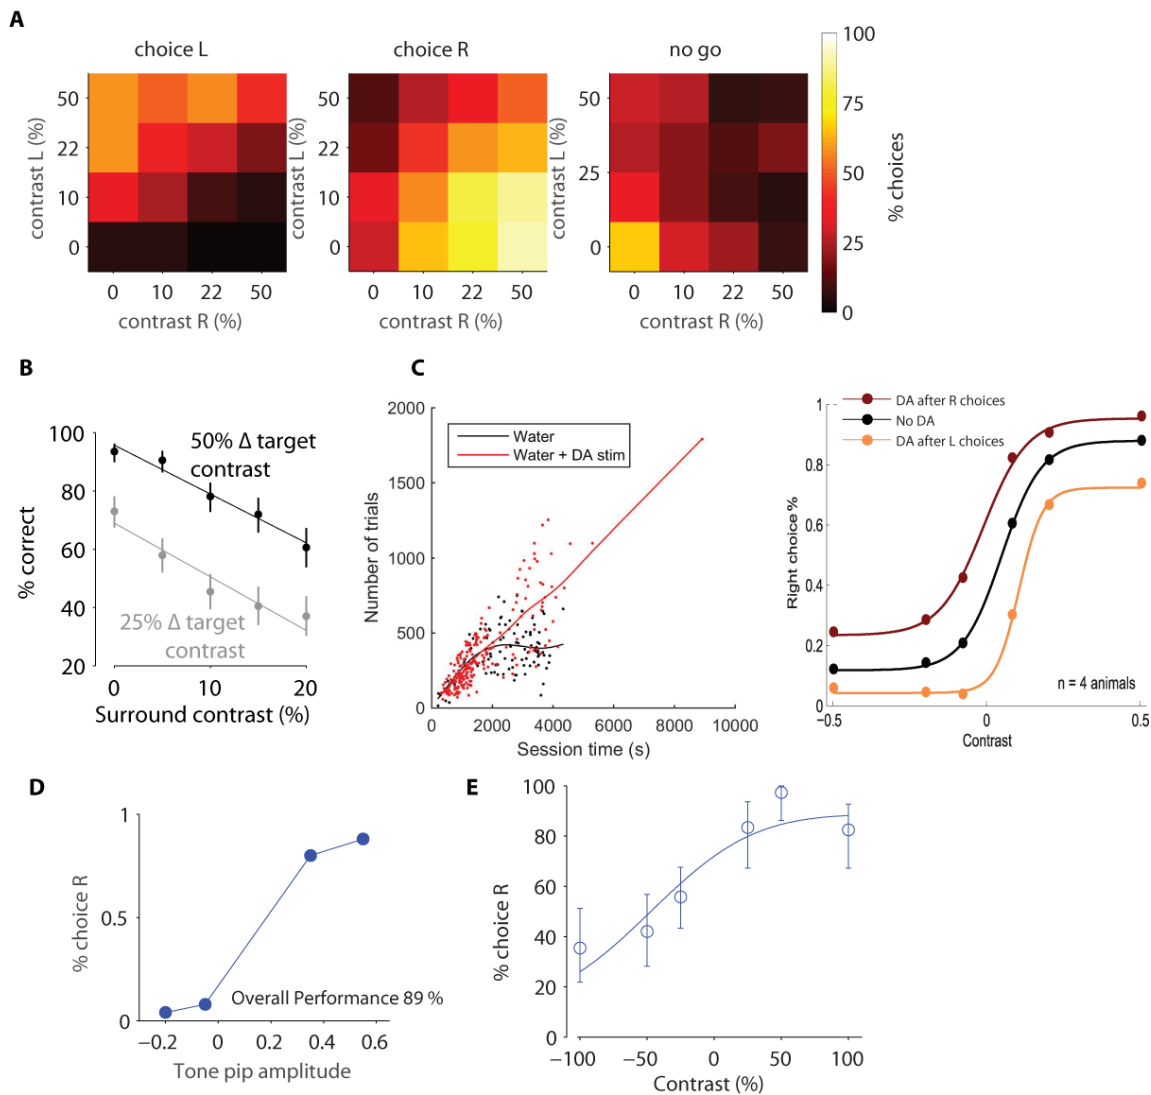 A
choice L
choice R
no go
contrast L (%)
50
22
10
0
0 10 22 50
contrast R (%)
contrast L (%)
50
22
10
0
0 10 22 50
contrast R (%)
contrast L (%)
50
25
0
0 10 22 50
contrast R (%)
100
75
50
25
0
% choices
B
% correct
100
80
60
40
20
50% Δ target
contrast
25% Δ target
contrast
0 10 20
Surround contrast (%)
C
Number of trials
2000
1500
1000
500
0
Water
Water + DA stim
0 2000 4000 6000 8000 10000
Session time (s)
DA after R choices
No DA
DA after L choices
Right choice %
1
0.8
0.6
0.4
0.2
0
n = 4 animals
−0.5 0 0.5
Contrast
D
% choice R
1
0.5
0
Overall Performance 89 %
−0.2 0 0.2 0.4 0.6
Tone pip amplitude
E
% choice R
100
80
60
40
20
0
−100 −50 0 50 100
Contrast (%)